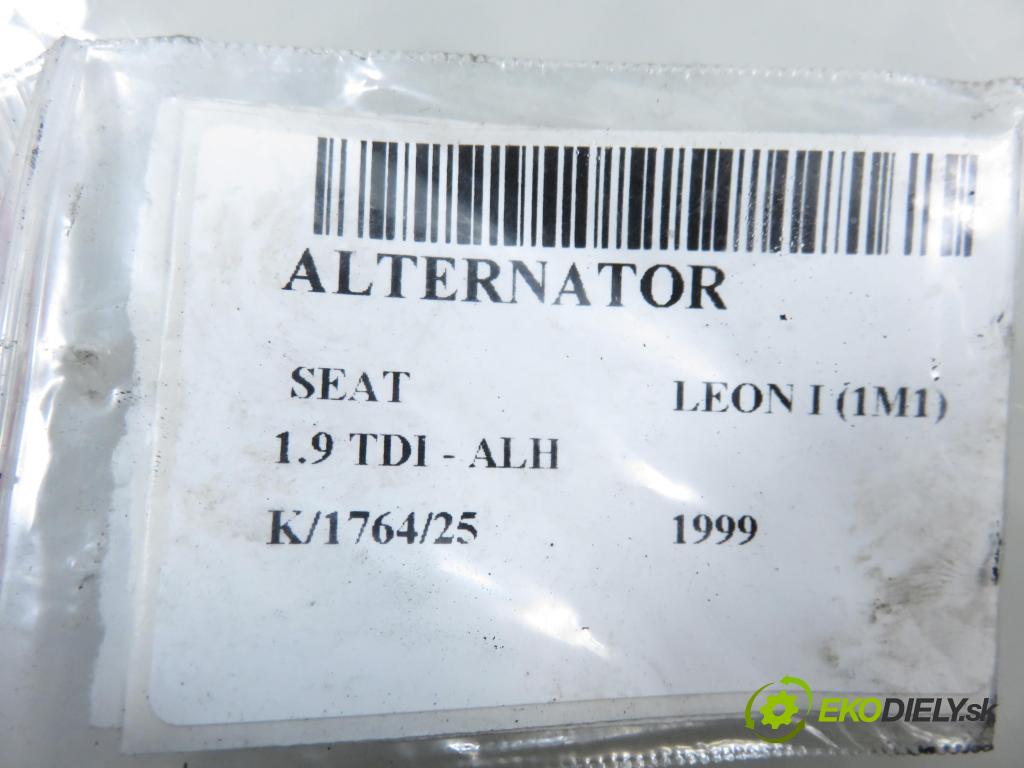 ALTERNATOR
SEAT LEON I (1M1)
1.9 TDI - ALH
K/1764/25 1999
EKODIELY.sk